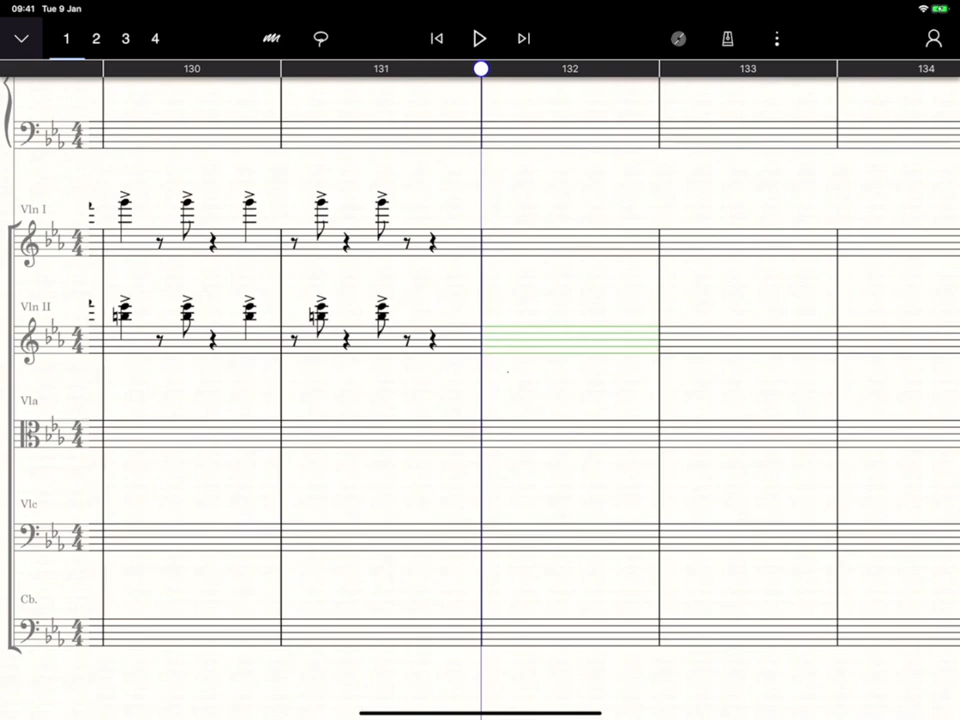 09:41 Tue 9 Jan
1 2 3 4
130 131 132 133 134
Vln I
Vln II
Vla
Vlc
Cb.